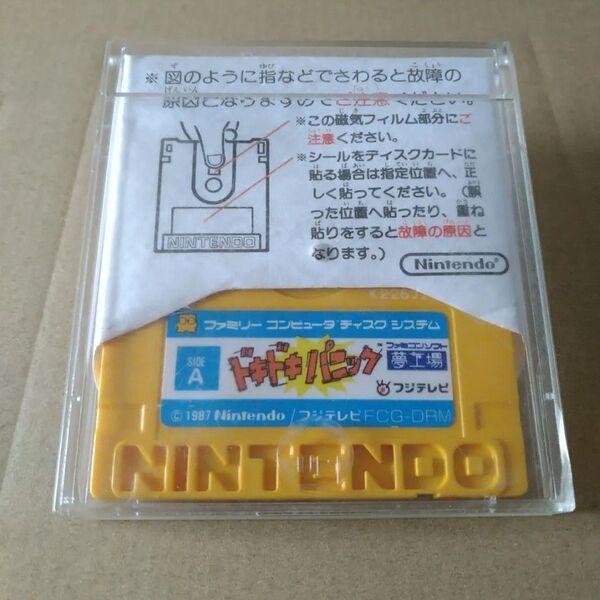 ※図のように指などでさわると故障の
原因となりますのでご注意ください。
※この磁気フィルム部分にご
注意ください。
※シールをディスクカードに
貼る場合は指定位置へ、正
しく貼ってください。(誤
った位置へ貼ったり、重ね
貼りをすると故障の原因と
なります。)
NINTENDO
Nintendo®
ファミリー コンピュータ ディスク システム
SIDE
A
ドキドキパニック
ファミコンソフト
夢工場
フジテレビ
© 1987 Nintendo/フジテレビ FCG-DRM
NINTENDO